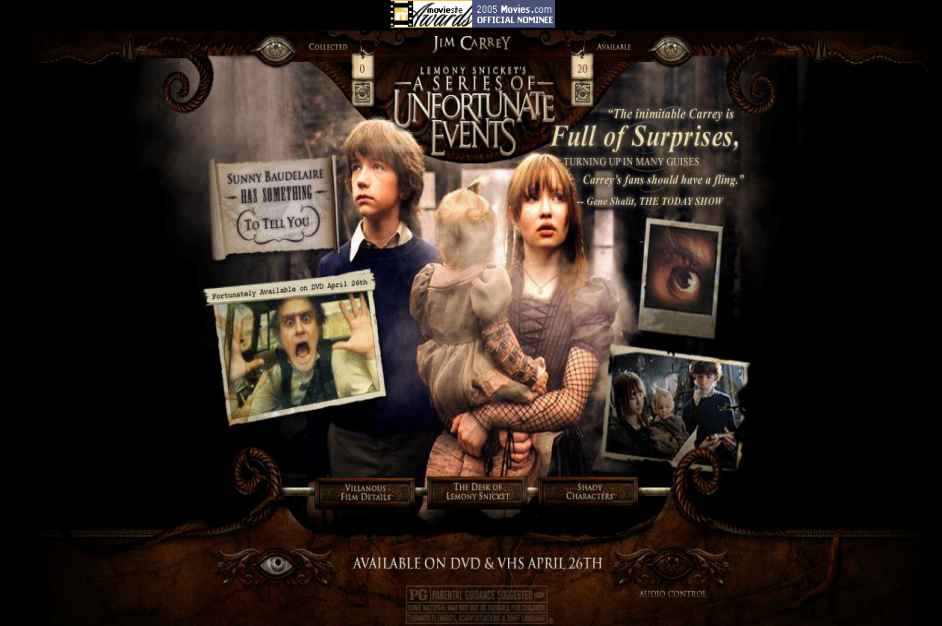 moviesite Awards
2005 Movies.com
OFFICIAL NOMINEE
COLLECTED
JIM CARREY
AVAILABLE
0
20
LEMONY SNICKET'S
A SERIES OF
UNFORTUNATE
EVENTS
"The inimitable Carrey is
Full of Surprises,
TURNING UP IN MANY GUISES.
Carrey's fans should have a fling."
-- Gene Shalit, THE TODAY SHOW
SUNNY BAUDELAIRE
HAS SOMETHING
TO TELL YOU
Fortunately Available on DVD April 26th
VILLANOUS
FILM DETAILS
THE DESK OF
LEMONY SNICKET
SHADY
CHARACTERS
AVAILABLE ON DVD & VHS APRIL 26TH
AUDIO CONTROL
PG PARENTAL GUIDANCE SUGGESTED
SOME MATERIAL MAY NOT BE SUITABLE FOR CHILDREN
THEMATIC ELEMENTS, SCARY SITUATIONS & BRIEF LANGUAGE